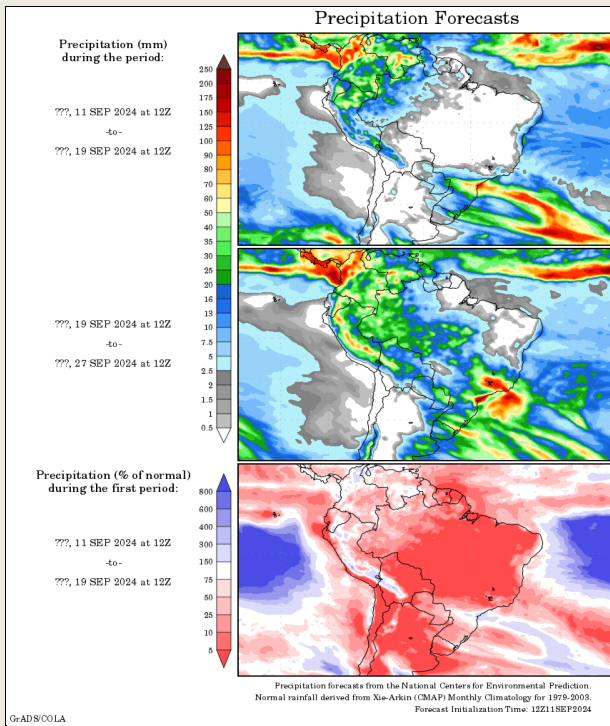 Precipitation Forecasts
Precipitation (mm)
during the period:
???, 11 SEP 2024 at 12Z
-to-
???, 19 SEP 2024 at 12Z
250
200
175
150
125
100
90
80
70
60
50
40
35
30
25
20
16
13
10
7.5
5
2.5
2
1.5
1
0.5
???, 19 SEP 2024 at 12Z
-to-
???, 27 SEP 2024 at 12Z
Precipitation (% of normal)
during the first period:
???, 11 SEP 2024 at 12Z
-to-
???, 19 SEP 2024 at 12Z
800
600
400
300
150
75
50
25
10
5
Precipitation forecasts from the National Centers for Environmental Prediction.
Normal rainfall derived from Xie-Arkin (CMAP) Monthly Climatology for 1979-2003.
Forecast Initialization Time: 12Z11SEP2024
GrADS/COLA